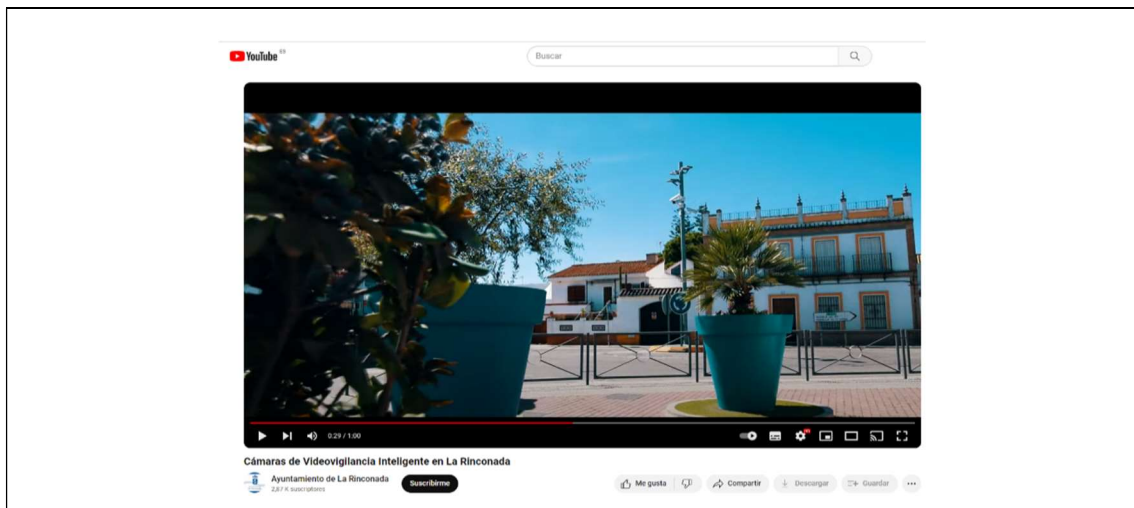 YouTube ES
Buscar
0:29 / 1:00
Cámaras de Videovigilancia Inteligente en La Rinconada
Ayuntamiento de La Rinconada
2,87 K suscriptores
Suscribirme
Me gusta
Compartir
Descargar
Guardar